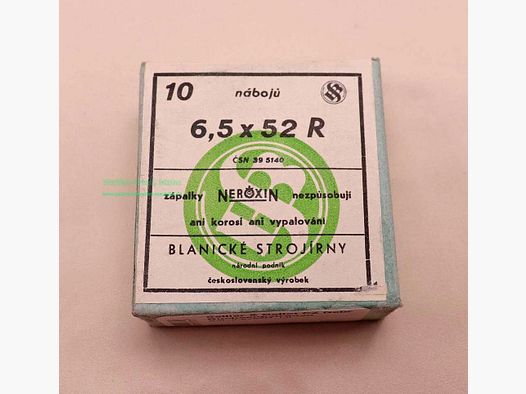 10 nábojů
6,5 x 52 R
ČSN 39 5140
zápalky NEROXIN nezpůsobují
ani korosi ani vypalování
BLANICKÉ STROJÍRNY
národní podnik
československý výrobek